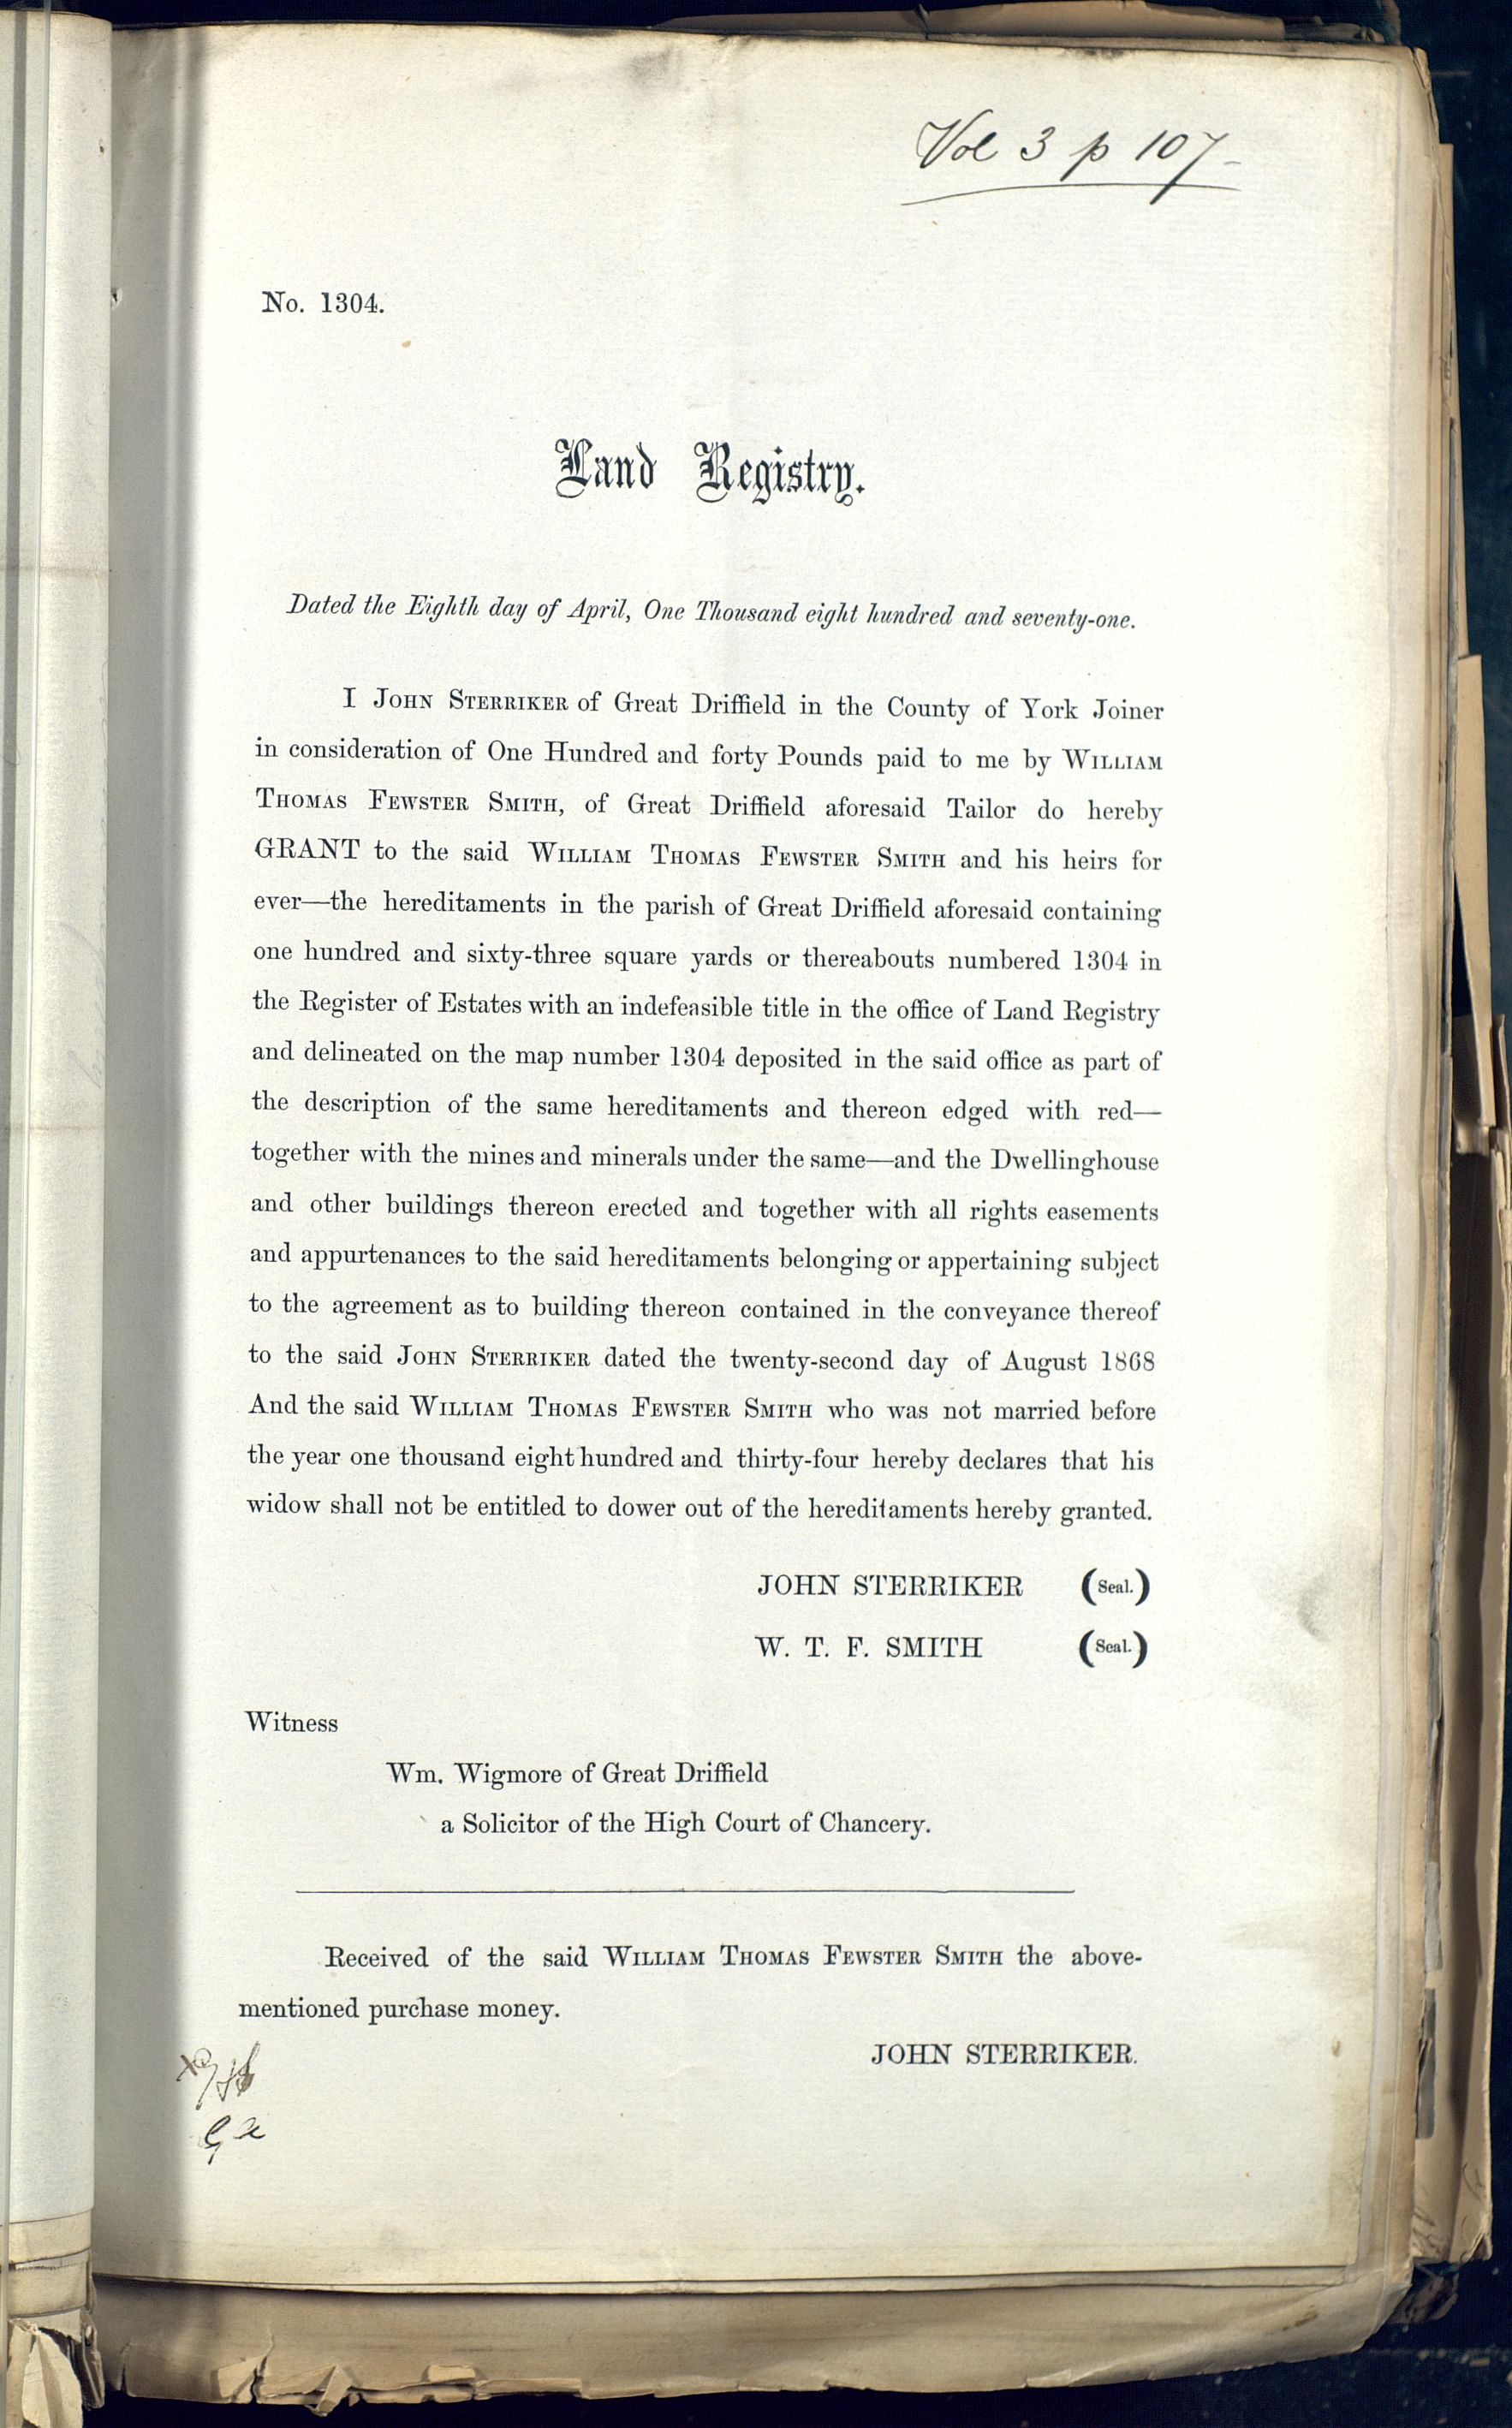 Vol 3 p 107
No. 1304.
Land Registry.
Dated the Eighth day of April, One Thousand eight hundred and seventy-one.
I JOHN STERRIKER of Great Driffield in the County of York Joiner
in consideration of One Hundred and forty Pounds paid to me by WILLIAM
THOMAS FEWSTER SMITH, of Great Driffield aforesaid Tailor do hereby
GRANT to the said WILLIAM THOMAS FEWSTER SMITH and his heirs for
ever—the hereditaments in the parish of Great Driffield aforesaid containing
one hundred and sixty-three square yards or thereabouts numbered 1304 in
the Register of Estates with an indefeasible title in the office of Land Registry
and delineated on the map number 1304 deposited in the said office as part of
the description of the same hereditaments and thereon edged with red—
together with the mines and minerals under the same—and the Dwellinghouse
and other buildings thereon erected and together with all rights easements
and appurtenances to the said hereditaments belonging or appertaining subject
to the agreement as to building thereon contained in the conveyance thereof
to the said JOHN STERRIKER dated the twenty-second day of August 1868
And the said WILLIAM THOMAS FEWSTER SMITH who was not married before
the year one thousand eight hundred and thirty-four hereby declares that his
widow shall not be entitled to dower out of the hereditaments hereby granted.
JOHN STERRIKER (Seal.)
W. T. F. SMITH (Seal.)
Witness
Wm. Wigmore of Great Driffield
a Solicitor of the High Court of Chancery.
Received of the said WILLIAM THOMAS FEWSTER SMITH the above-
mentioned purchase money.
JOHN STERRIKER.